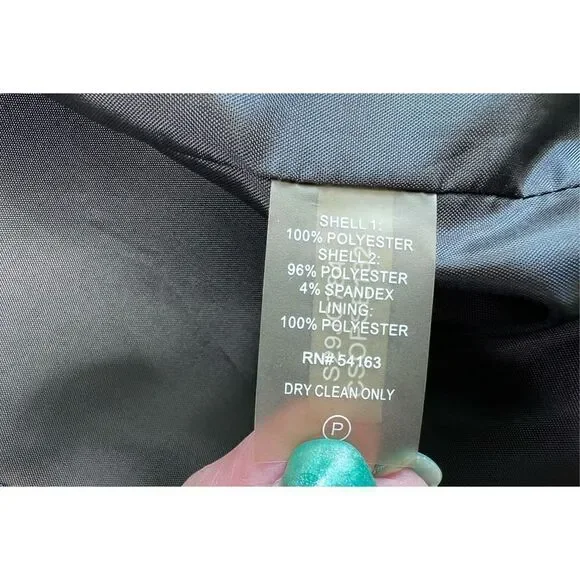 SHELL 1:
100% POLYESTER
SHELL 2:
96% POLYESTER
4% SPANDEX
LINING:
100% POLYESTER
RN# 54163
DRY CLEAN ONLY
P